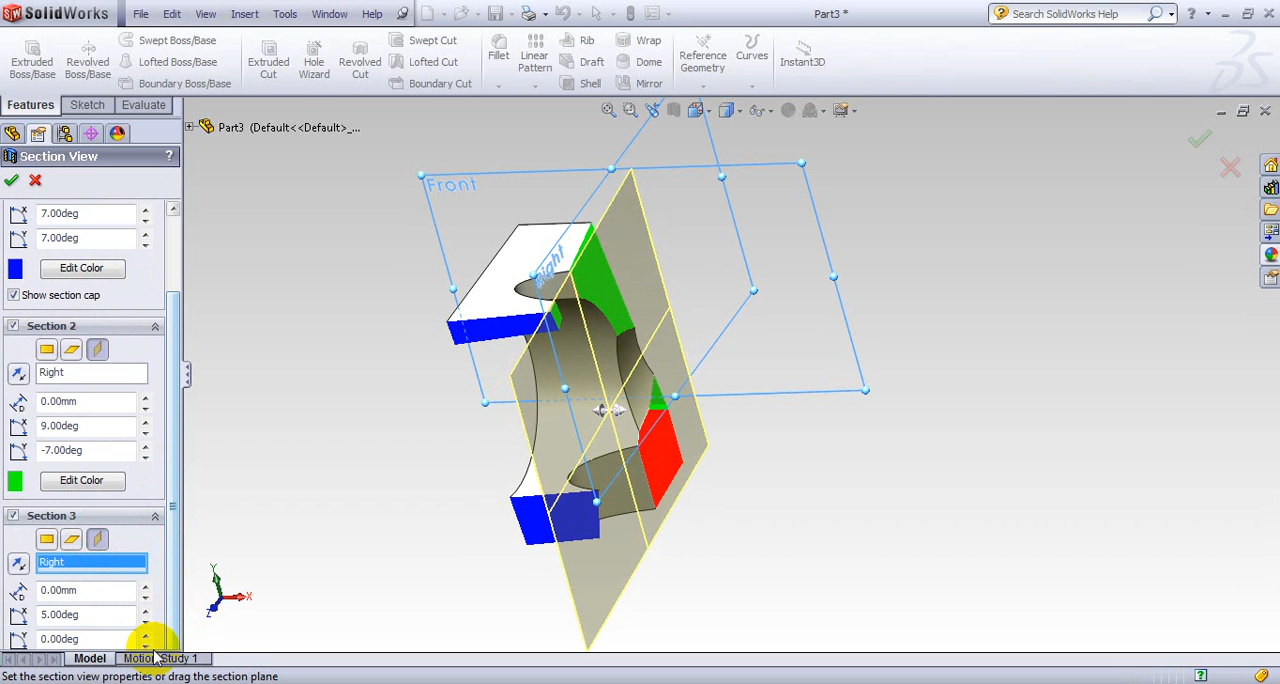 SolidWorks
File Edit View Insert Tools Window Help
Part3 *
Search SolidWorks Help
Extruded Boss/Base
Revolved Boss/Base
Swept Boss/Base
Lofted Boss/Base
Boundary Boss/Base
Extruded Cut
Hole Wizard
Revolved Cut
Swept Cut
Lofted Cut
Boundary Cut
Fillet
Linear Pattern
Rib
Draft
Shell
Wrap
Dome
Mirror
Reference Geometry
Curves
Instant3D
Features Sketch Evaluate
Part3 (Default<<Default>_...
Section View ?
7.00deg
7.00deg
Edit Color
Show section cap
Section 2
Right
0.00mm
9.00deg
-7.00deg
Edit Color
Section 3
Right
0.00mm
5.00deg
0.00deg
Front
Right
Y
X
Z
Model Motion Study 1
Set the section view properties or drag the section plane